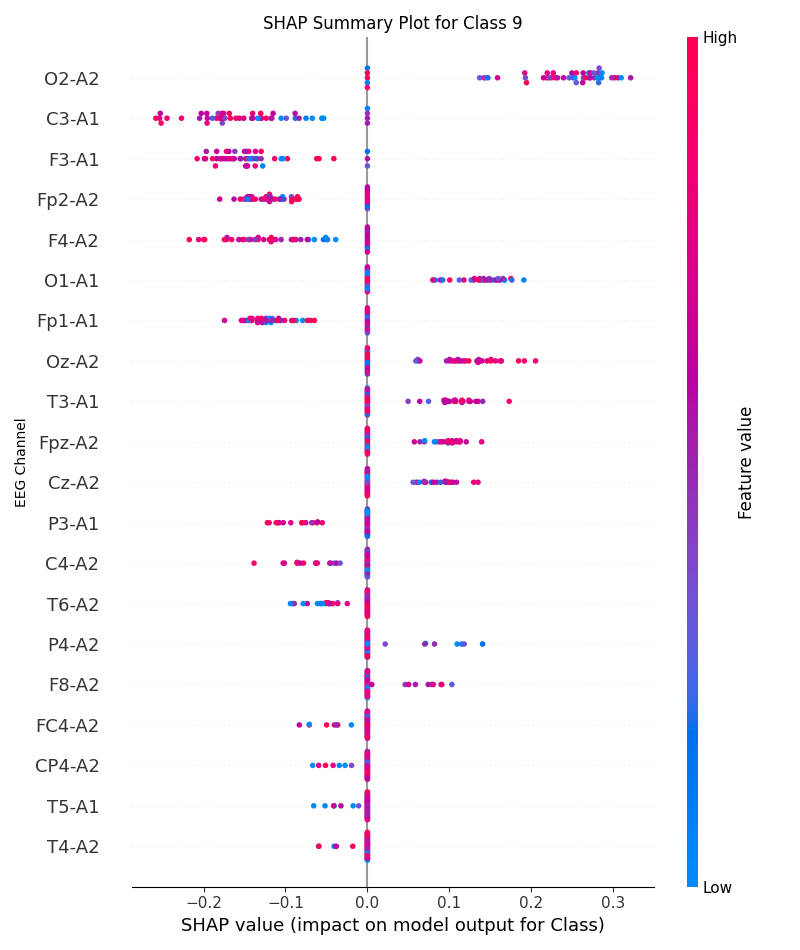 SHAP Summary Plot for Class 9
High
O2-A2
C3-A1
F3-A1
Fp2-A2
F4-A2
O1-A1
Fp1-A1
Oz-A2
T3-A1
Fpz-A2
Cz-A2
P3-A1
C4-A2
T6-A2
P4-A2
F8-A2
FC4-A2
CP4-A2
T5-A1
T4-A2
EEG Channel
Feature value
Low
−0.2 −0.1 0.0 0.1 0.2 0.3
SHAP value (impact on model output for Class)